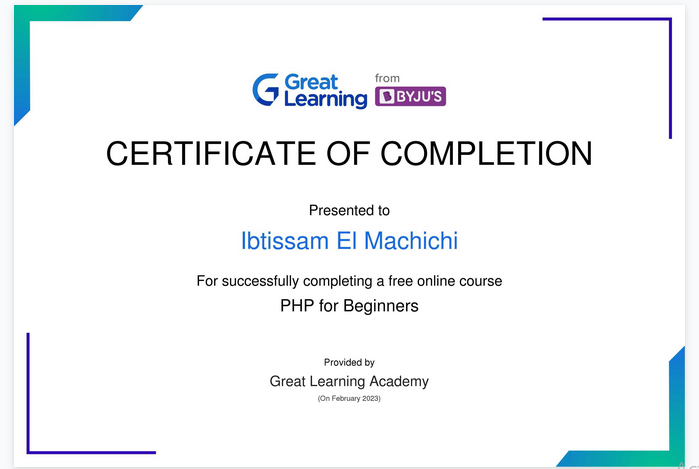 Great Learning
from
BYJU'S
CERTIFICATE OF COMPLETION
Presented to
Ibtissam El Machichi
For successfully completing a free online course
PHP for Beginners
Provided by
Great Learning Academy
(On February 2023)